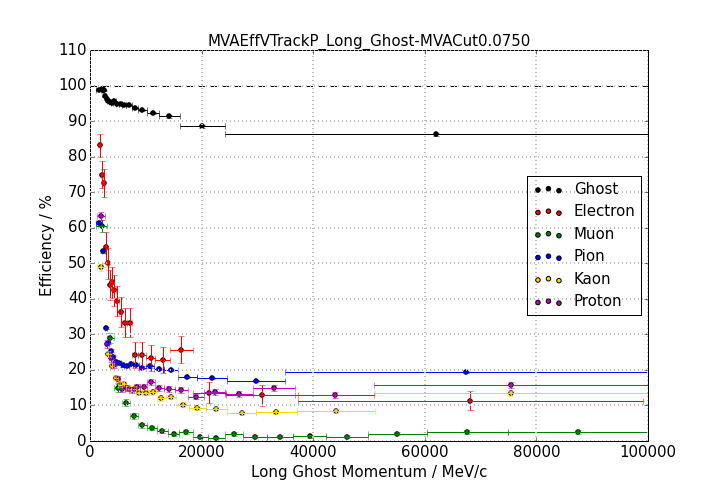 MVAEffVTrackP_Long_Ghost-MVACut0.0750
110
100
90
80
70
60
50
40
30
20
10
0
Efficiency / %
Ghost
Electron
Muon
Pion
Kaon
Proton
0 20000 40000 60000 80000 100000
Long Ghost Momentum / MeV/c